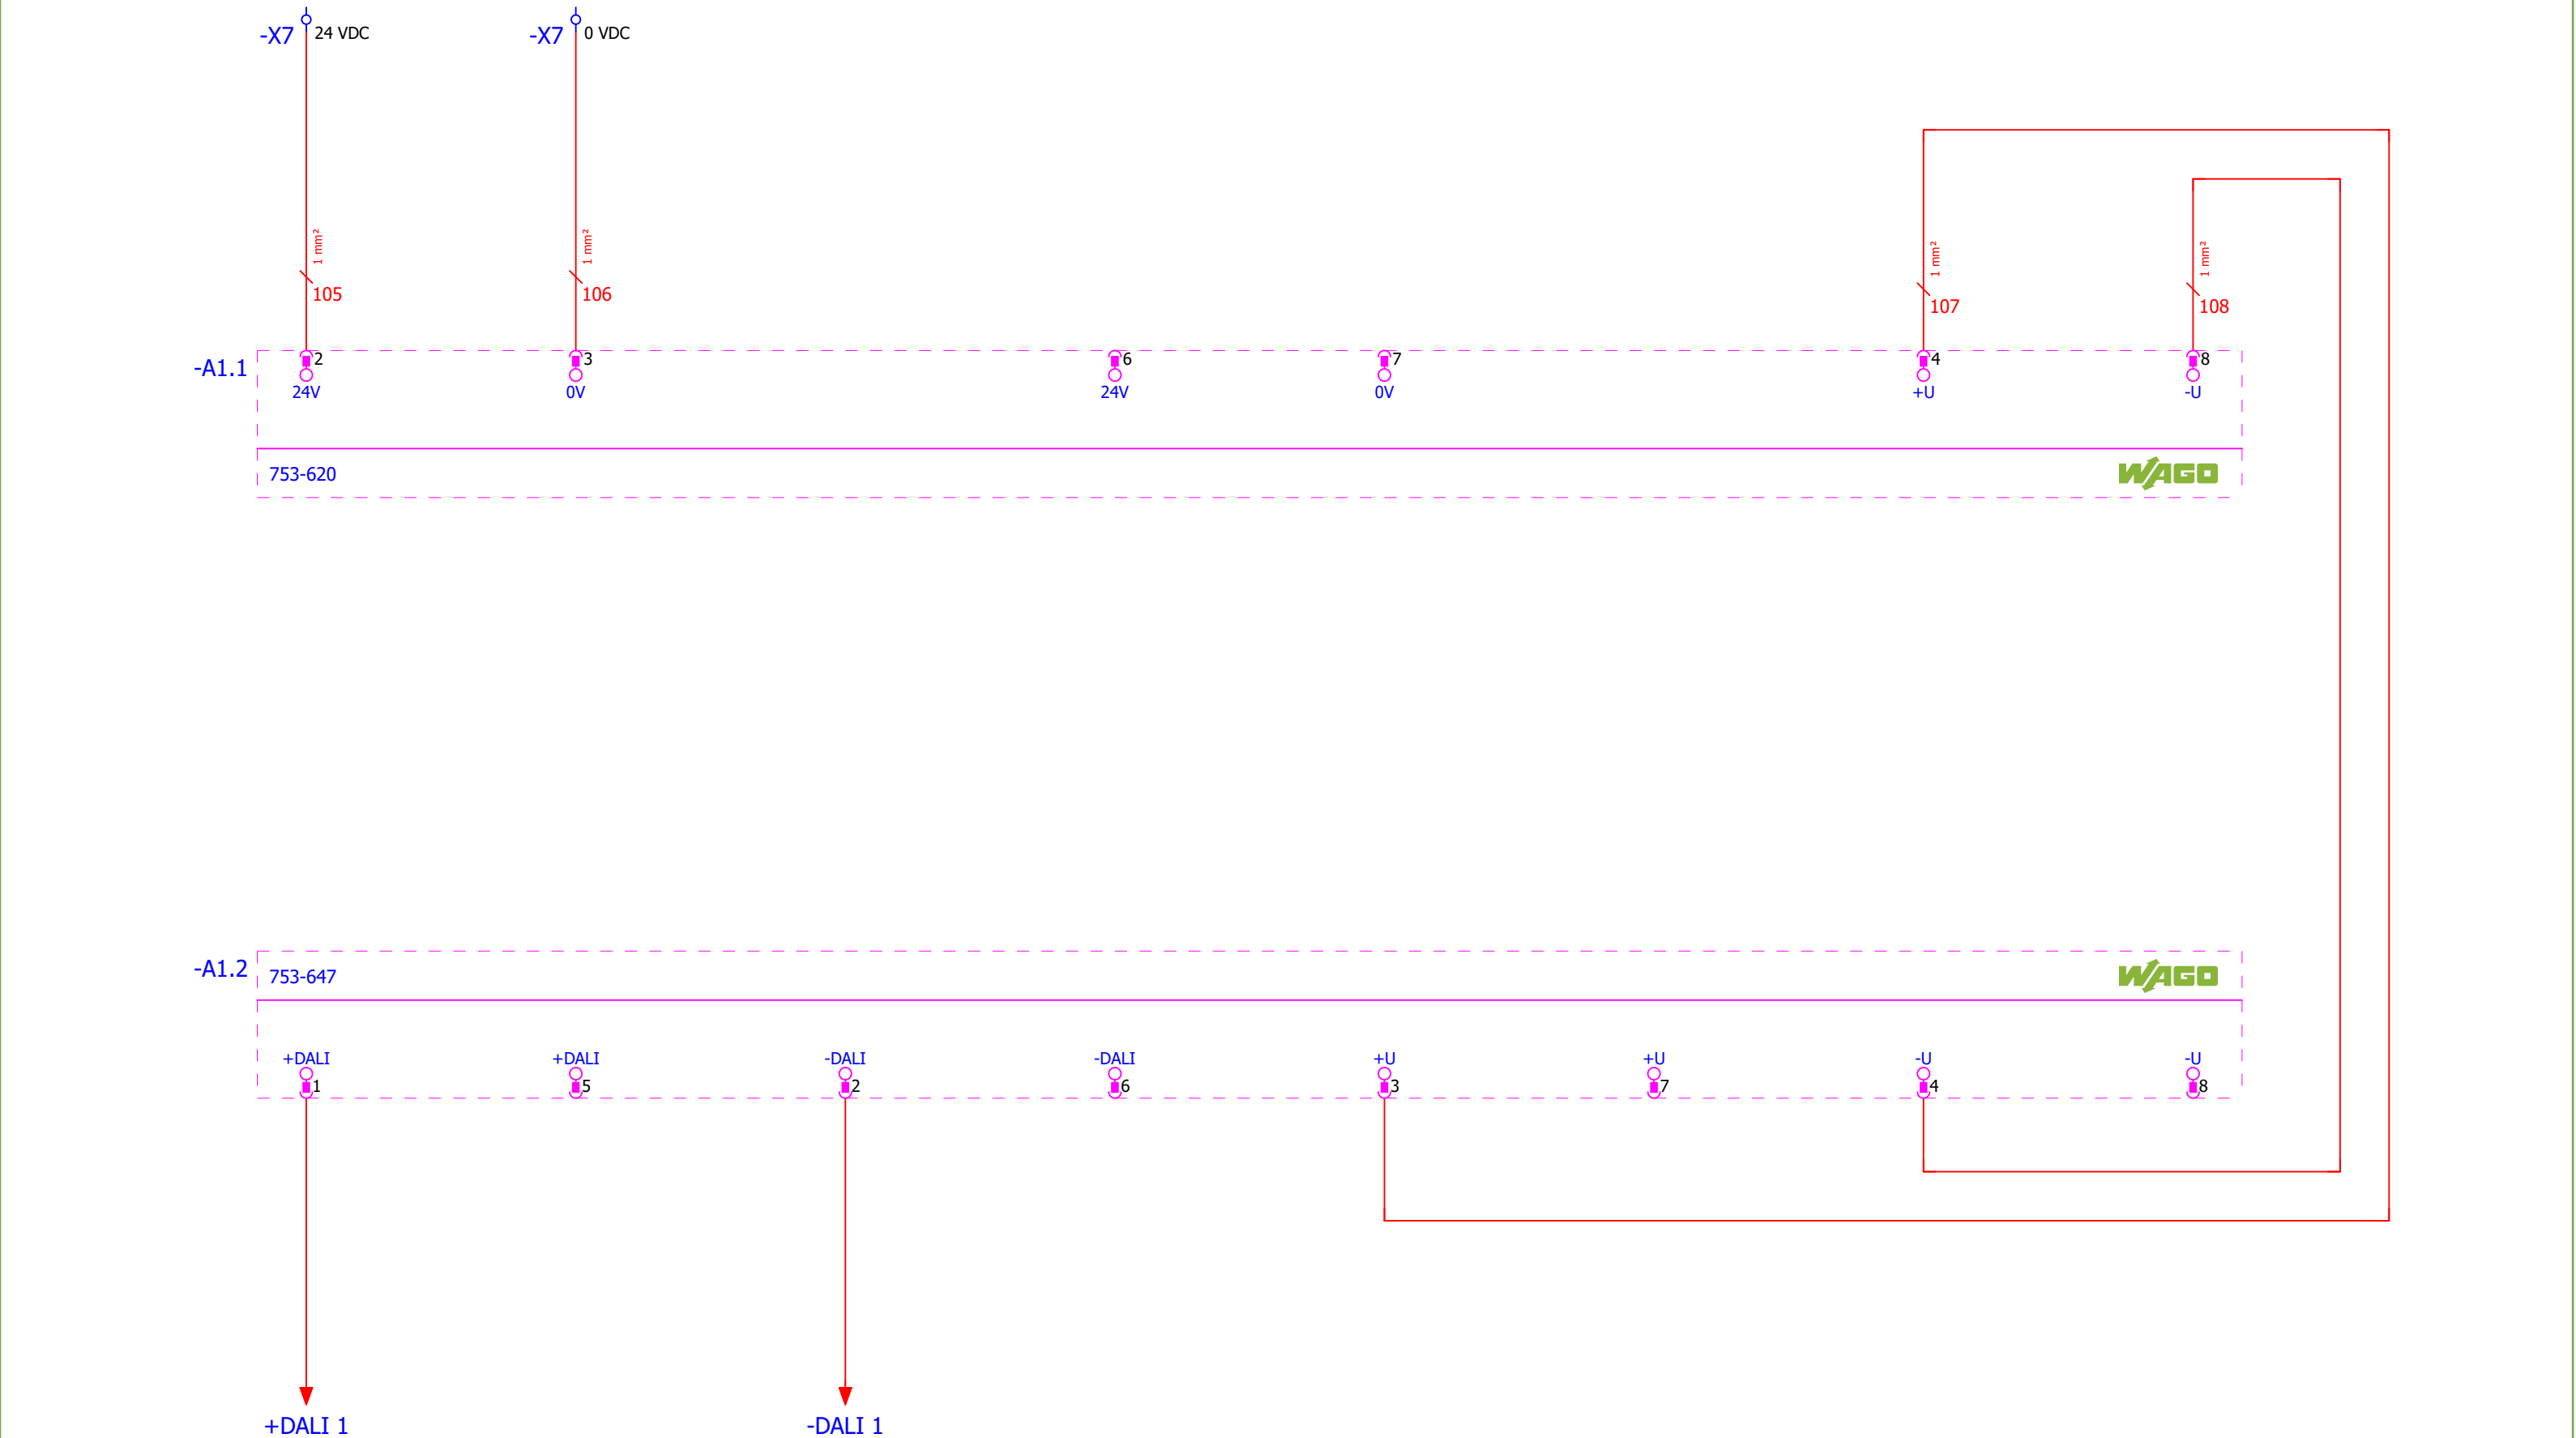 -X7 24 VDC
-X7 0 VDC
1 mm²
105
1 mm²
106
1 mm²
107
1 mm²
108
-A1.1
2
24V
3
0V
6
24V
7
0V
4
+U
8
-U
753-620
WAGO
-A1.2
753-647
WAGO
+DALI
1
+DALI
5
-DALI
2
-DALI
6
+U
3
+U
7
-U
4
-U
8
+DALI 1
-DALI 1